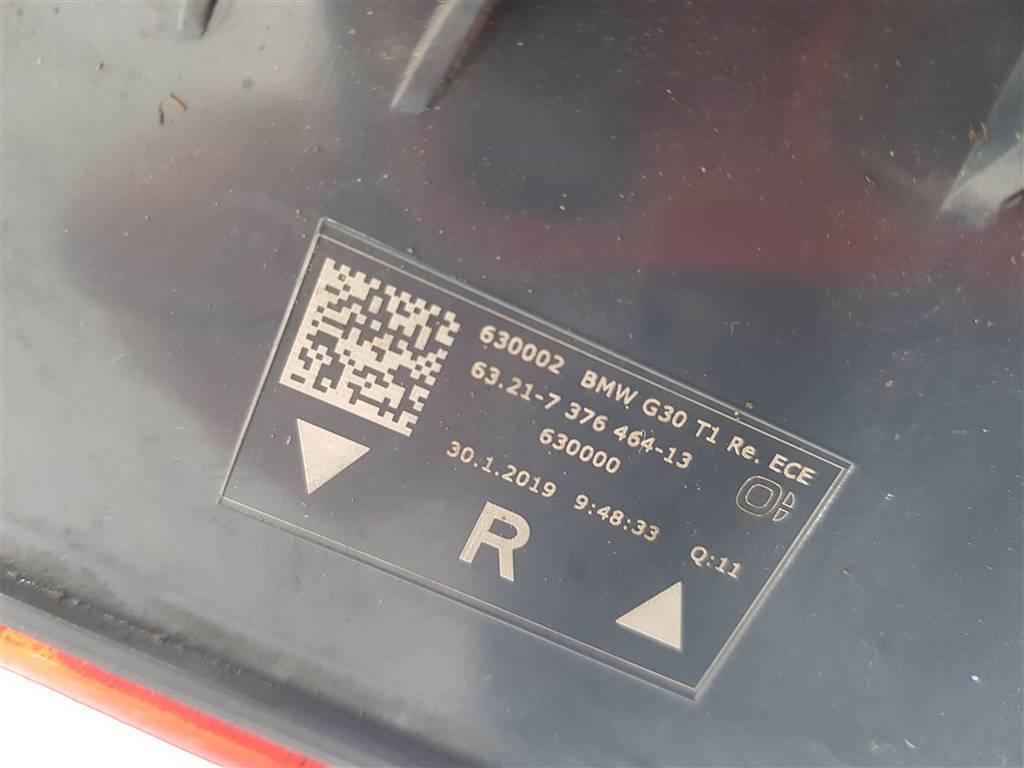 630002 BMW G30 T1 Re. ECE
63.21-7 376 464-13
630000
30.1.2019 9:48:33 Q:11
R